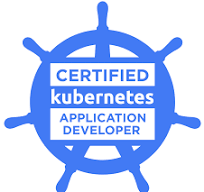 CERTIFIED
kubernetes
APPLICATION
DEVELOPER